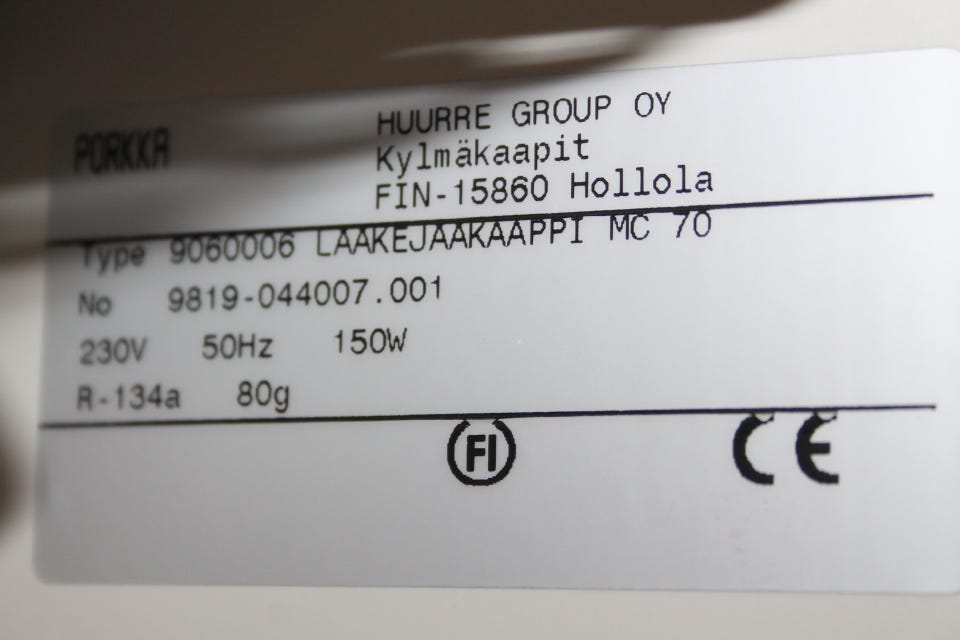 PORKKA
HUURRE GROUP OY
Kylmäkaapit
FIN-15860 Hollola
Type 9060006 LÄÄKEJÄÄKAAPPI MC 70
No 9819-044007.001
230V 50Hz 150W
R-134a 80g
FI CE